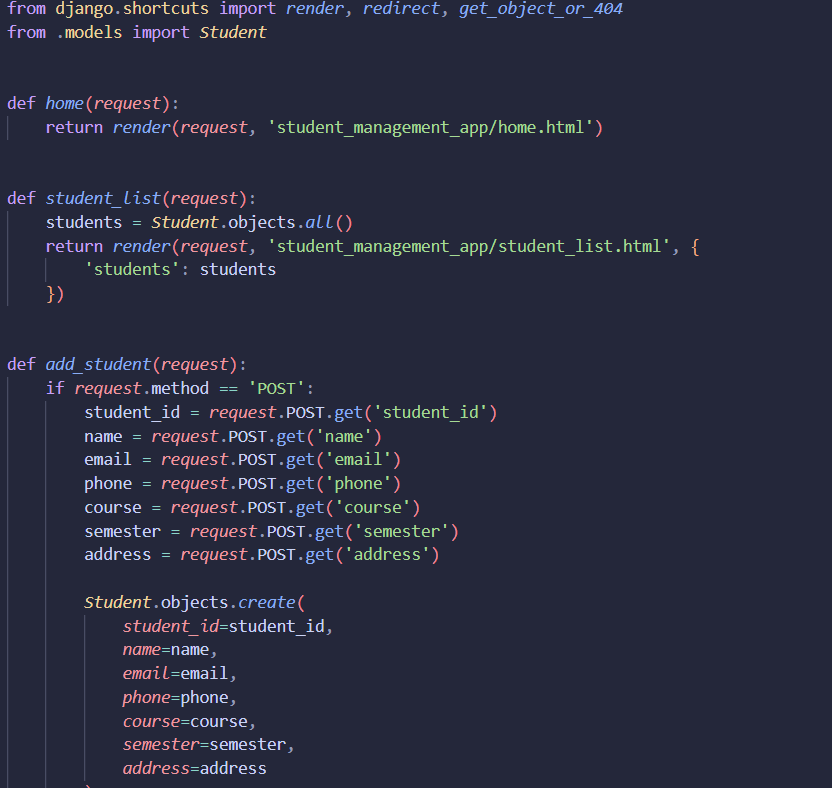 from django.shortcuts import render, redirect, get_object_or_404
from .models import Student
def home(request):
    return render(request, 'student_management_app/home.html')
def student_list(request):
    students = Student.objects.all()
    return render(request, 'student_management_app/student_list.html', {
        'students': students
    })
def add_student(request):
    if request.method == 'POST':
        student_id = request.POST.get('student_id')
        name = request.POST.get('name')
        email = request.POST.get('email')
        phone = request.POST.get('phone')
        course = request.POST.get('course')
        semester = request.POST.get('semester')
        address = request.POST.get('address')
        Student.objects.create(
            student_id=student_id,
            name=name,
            email=email,
            phone=phone,
            course=course,
            semester=semester,
            address=address
        )